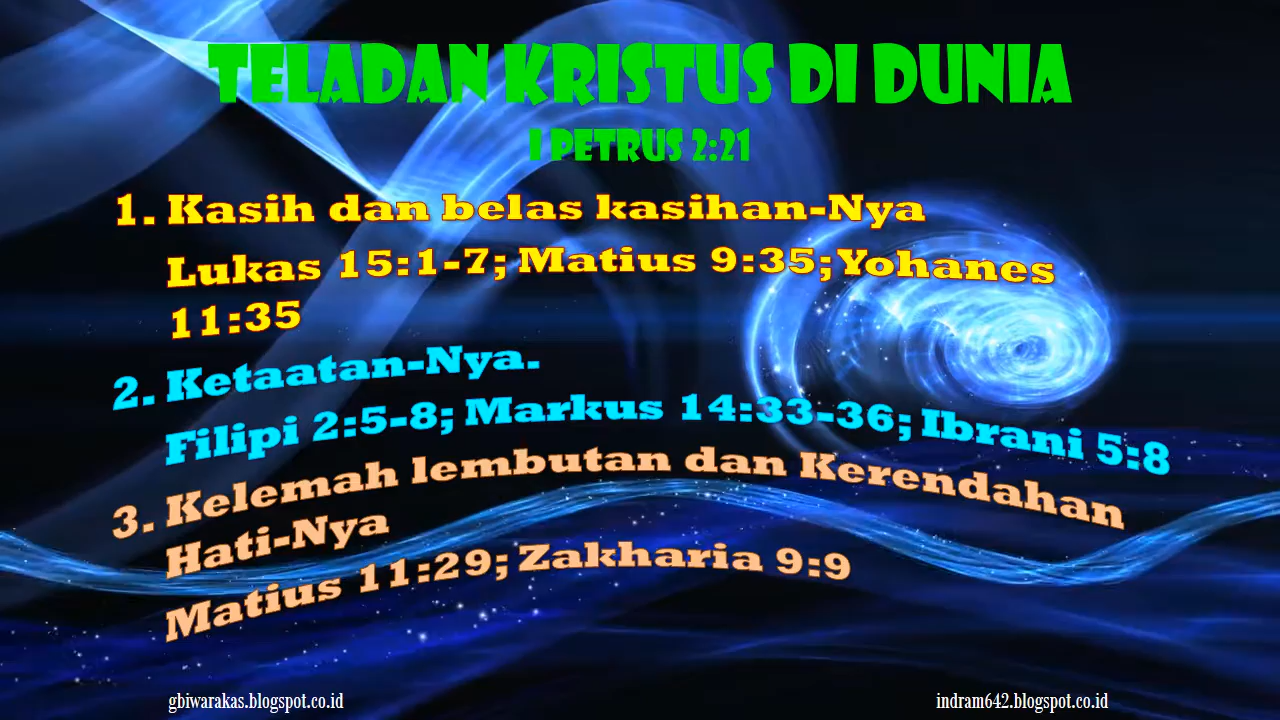 TELADAN KRISTUS DI DUNIA
I PETRUS 2:21
1. Kasih dan belas kasihan-Nya
Lukas 15:1-7; Matius 9:35;Yohanes
11:35
2. Ketaatan-Nya.
Filipi 2:5-8; Markus 14:33-36; Ibrani 5:8
3. Kelemah lembutan dan Kerendahan
Hati-Nya
Matius 11:29; Zakharia 9:9
gbiwarakas.blogspot.co.id
indram642.blogspot.co.id